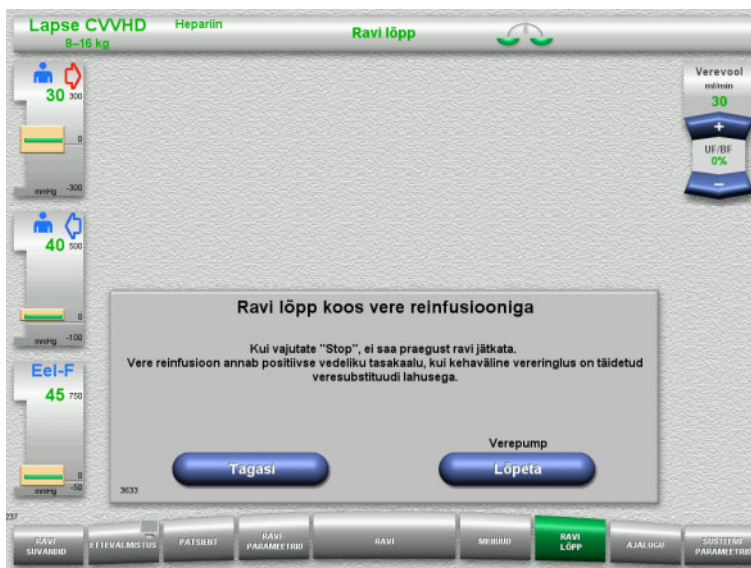 Lapse CVVHD Hepariin
8–16 kg
Ravi lõpp
30 300
0
mmHg -300
40 500
0
mmHg -100
Eel-F
45 750
0
mmHg -50
Verevool
ml/min
30
+
UF/BF
0%
–
Ravi lõpp koos vere reinfusiooniga
Kui vajutate "Stop", ei saa praegust ravi jätkata.
Vere reinfusioon annab positiivse vedeliku tasakaalu, kui kehaväline vereringlus on täidetud
veresubstituudi lahusega.
Verepump
Tagasi
Lõpeta
3633
237
RAVI
SUVANDID
ETTEVALMISTUS
PATSIENT
RAVI
PARAMEETRID
RAVI
MENUUD
RAVI
LÕPP
AJALUGU
SUSTEEMI
PARAMEETRID